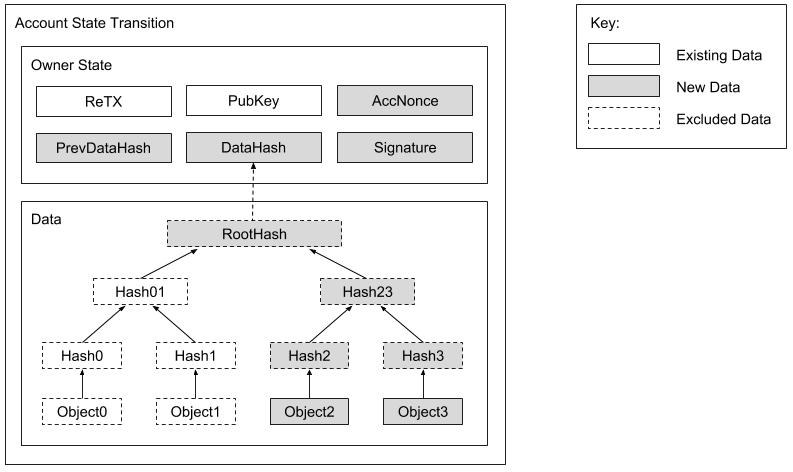 Account State Transition
Owner State
ReTX
PubKey
AccNonce
PrevDataHash
DataHash
Signature
Data
RootHash
Hash01
Hash23
Hash0
Hash1
Hash2
Hash3
Object0
Object1
Object2
Object3
Key:
Existing Data
New Data
Excluded Data